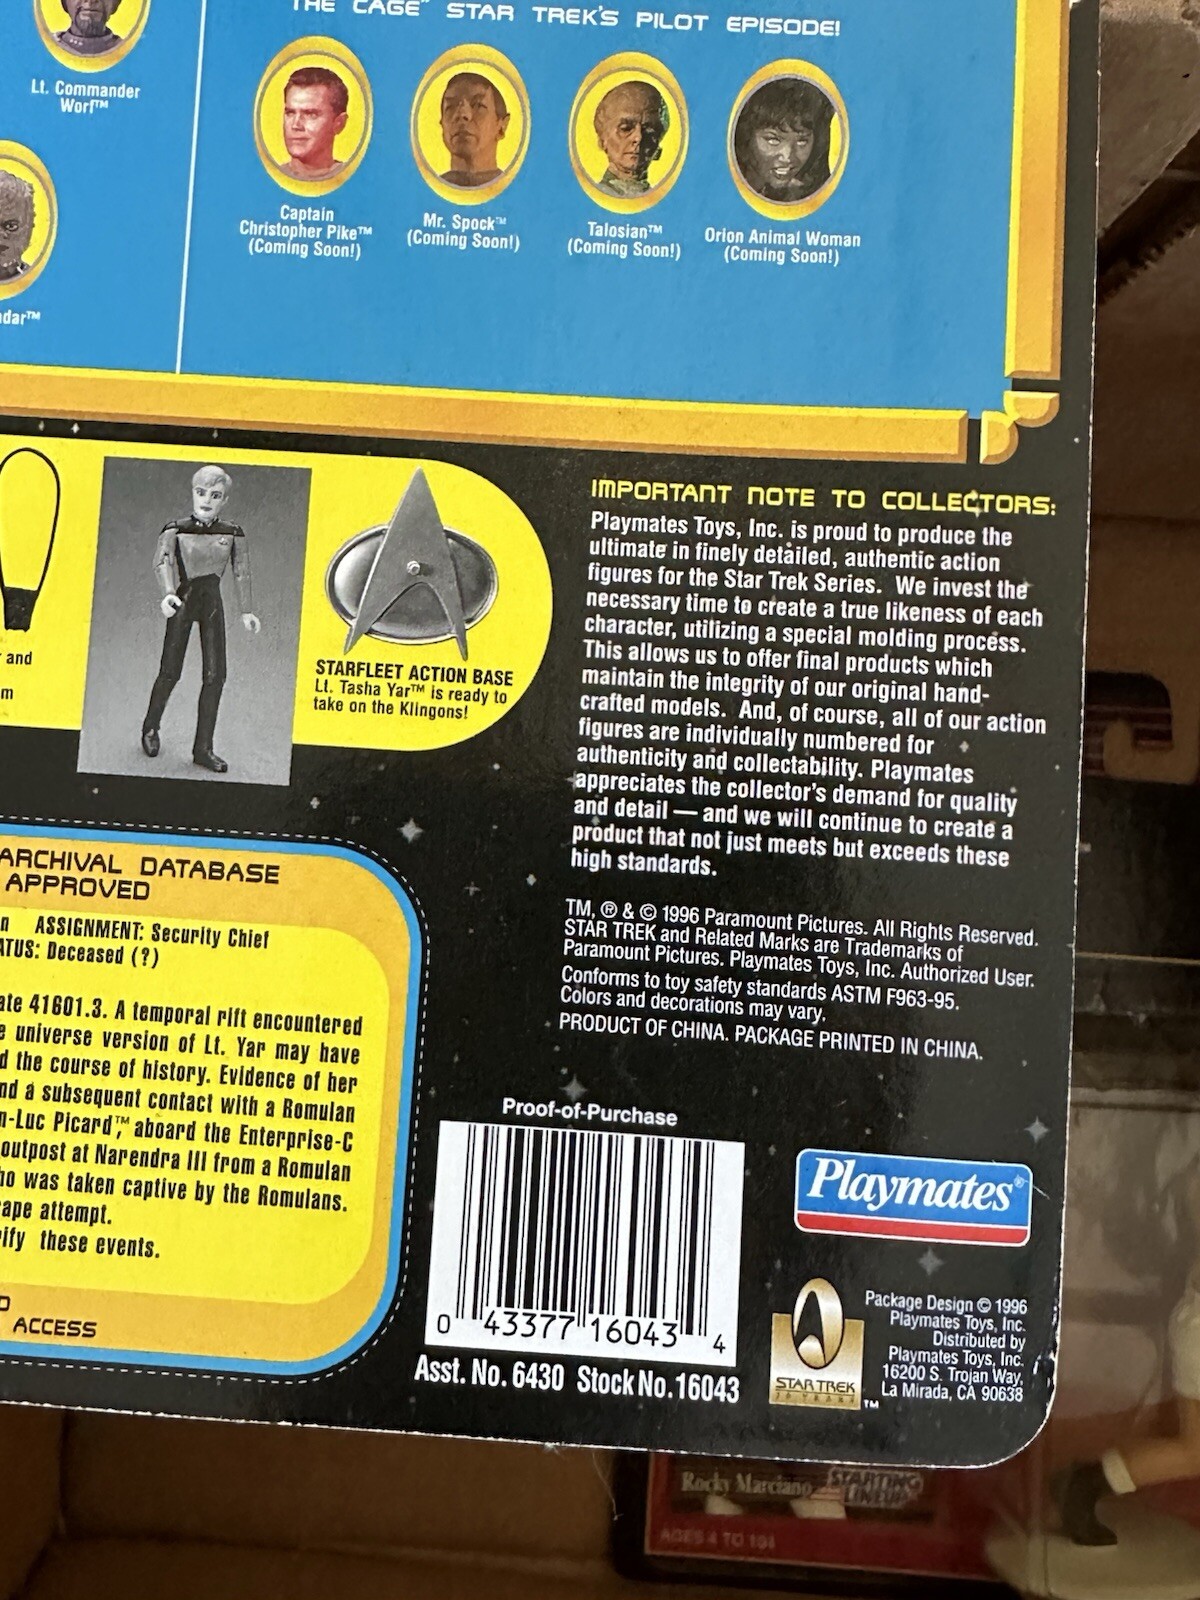 THE CAGE" STAR TREK'S PILOT EPISODE!
Lt. Commander
Worf™
Captain
Christopher Pike™
(Coming Soon!)
Mr. Spock™
(Coming Soon!)
Talosian™
(Coming Soon!)
Orion Animal Woman
(Coming Soon!)
dar™
and
m
STARFLEET ACTION BASE
Lt. Tasha Yar™ is ready to
take on the Klingons!
IMPORTANT NOTE TO COLLECTORS:
Playmates Toys, Inc. is proud to produce the
ultimate in finely detailed, authentic action
figures for the Star Trek Series. We invest the
necessary time to create a true likeness of each
character, utilizing a special molding process.
This allows us to offer final products which
maintain the integrity of our original hand-
crafted models. And, of course, all of our action
figures are individually numbered for
authenticity and collectability. Playmates
appreciates the collector's demand for quality
and detail — and we will continue to create a
product that not just meets but exceeds these
high standards.
TM, ® & © 1996 Paramount Pictures. All Rights Reserved.
STAR TREK and Related Marks are Trademarks of
Paramount Pictures. Playmates Toys, Inc. Authorized User.
Conforms to toy safety standards ASTM F963-95.
Colors and decorations may vary.
PRODUCT OF CHINA. PACKAGE PRINTED IN CHINA.
ARCHIVAL DATABASE
APPROVED
n ASSIGNMENT: Security Chief
ATUS: Deceased (?)
ate 41601.3. A temporal rift encountered
e universe version of Lt. Yar may have
d the course of history. Evidence of her
nd a subsequent contact with a Romulan
n-Luc Picard,™ aboard the Enterprise-C
outpost at Narendra III from a Romulan
ho was taken captive by the Romulans.
ape attempt.
ify these events.
D
ACCESS
Proof-of-Purchase
0 43377 16043 4
Asst. No. 6430 Stock No. 16043
Playmates®
STAR TREK
™
Package Design © 1996
Playmates Toys, Inc.
Distributed by
Playmates Toys, Inc.
16200 S. Trojan Way,
La Mirada, CA 90638
Rocky Marciano
STARTING
LINEUP
AGES 4 TO 101